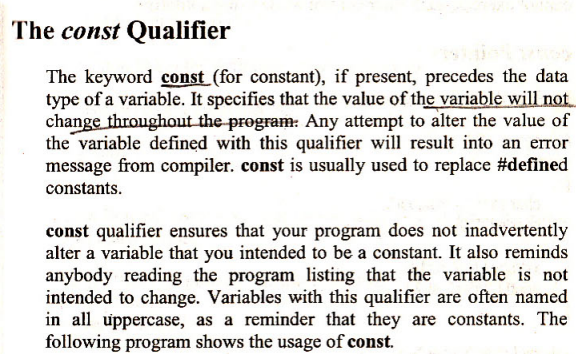 The const Qualifier
The keyword const (for constant), if present, precedes the data
type of a variable. It specifies that the value of the variable will not
change throughout the program. Any attempt to alter the value of
the variable defined with this qualifier will result into an error
message from compiler. const is usually used to replace #defined
constants.
const qualifier ensures that your program does not inadvertently
alter a variable that you intended to be a constant. It also reminds
anybody reading the program listing that the variable is not
intended to change. Variables with this qualifier are often named
in all uppercase, as a reminder that they are constants. The
following program shows the usage of const.